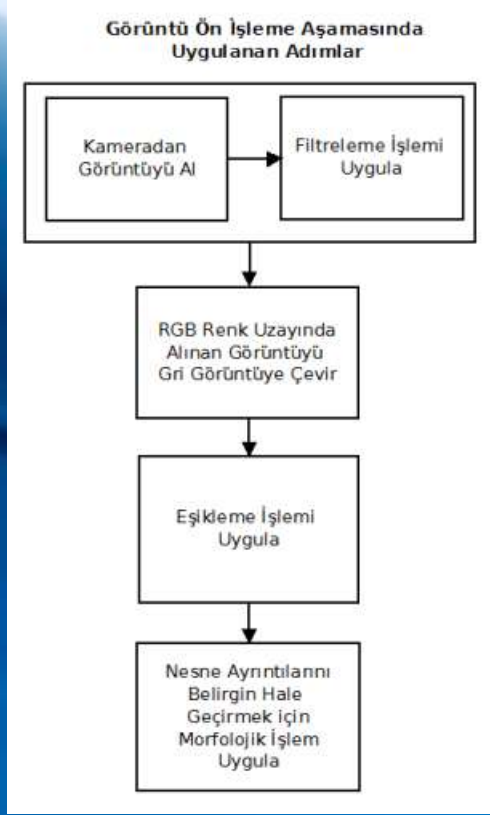 Görüntü Ön İşleme Aşamasında
Uygulanan Adımlar
Kameradan
Görüntüyü Al
Filtreleme İşlemi
Uygula
RGB Renk Uzayında
Alınan Görüntüyü
Gri Görüntüye Çevir
Eşikleme İşlemi
Uygula
Nesne Ayrıntılarını
Belirgin Hale
Geçirmek için
Morfolojik İşlem
Uygula